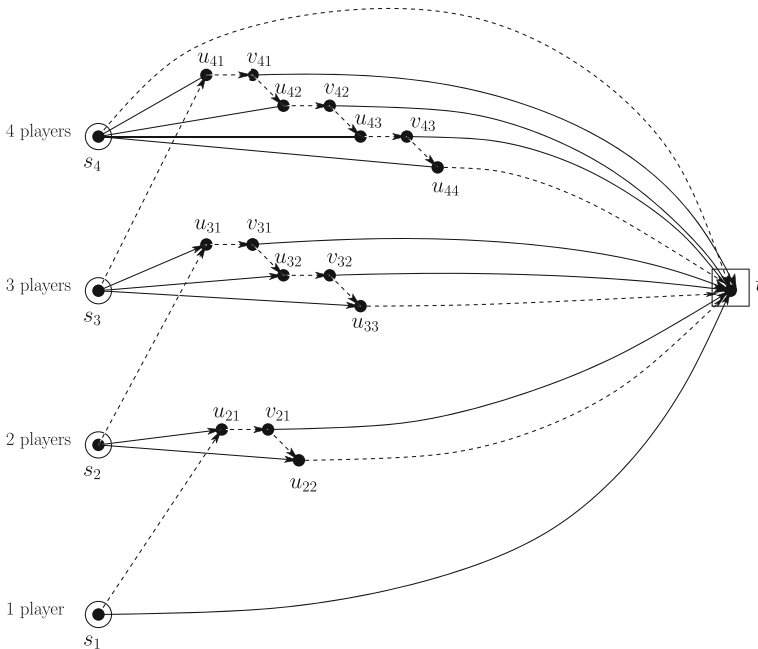 u₄₁ v₄₁
u₄₂ v₄₂
4 players
u₄₃ v₄₃
s₄
u₄₄
u₃₁ v₃₁
u₃₂ v₃₂
3 players
s₃
u₃₃
u₂₁ v₂₁
2 players
s₂
u₂₂
1 player
s₁